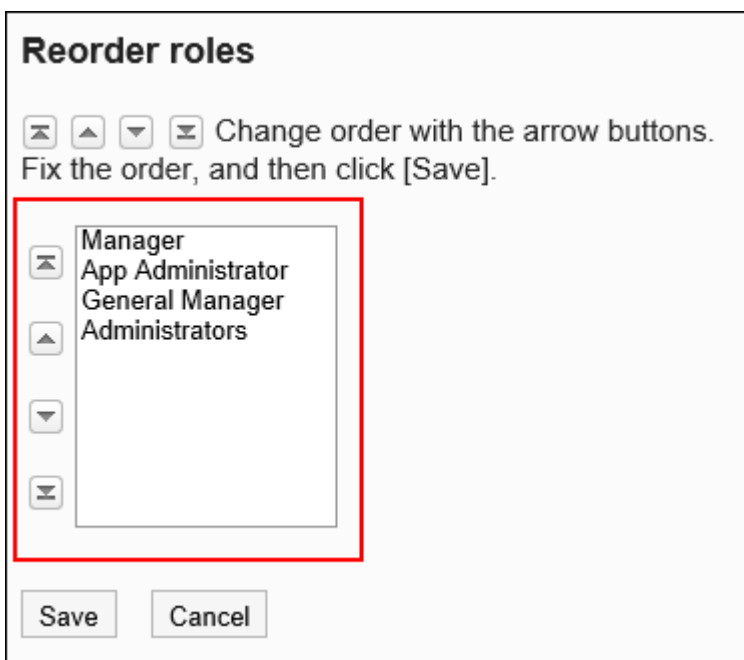 Reorder roles
Change order with the arrow buttons.
Fix the order, and then click [Save].
Manager
App Administrator
General Manager
Administrators
Save Cancel